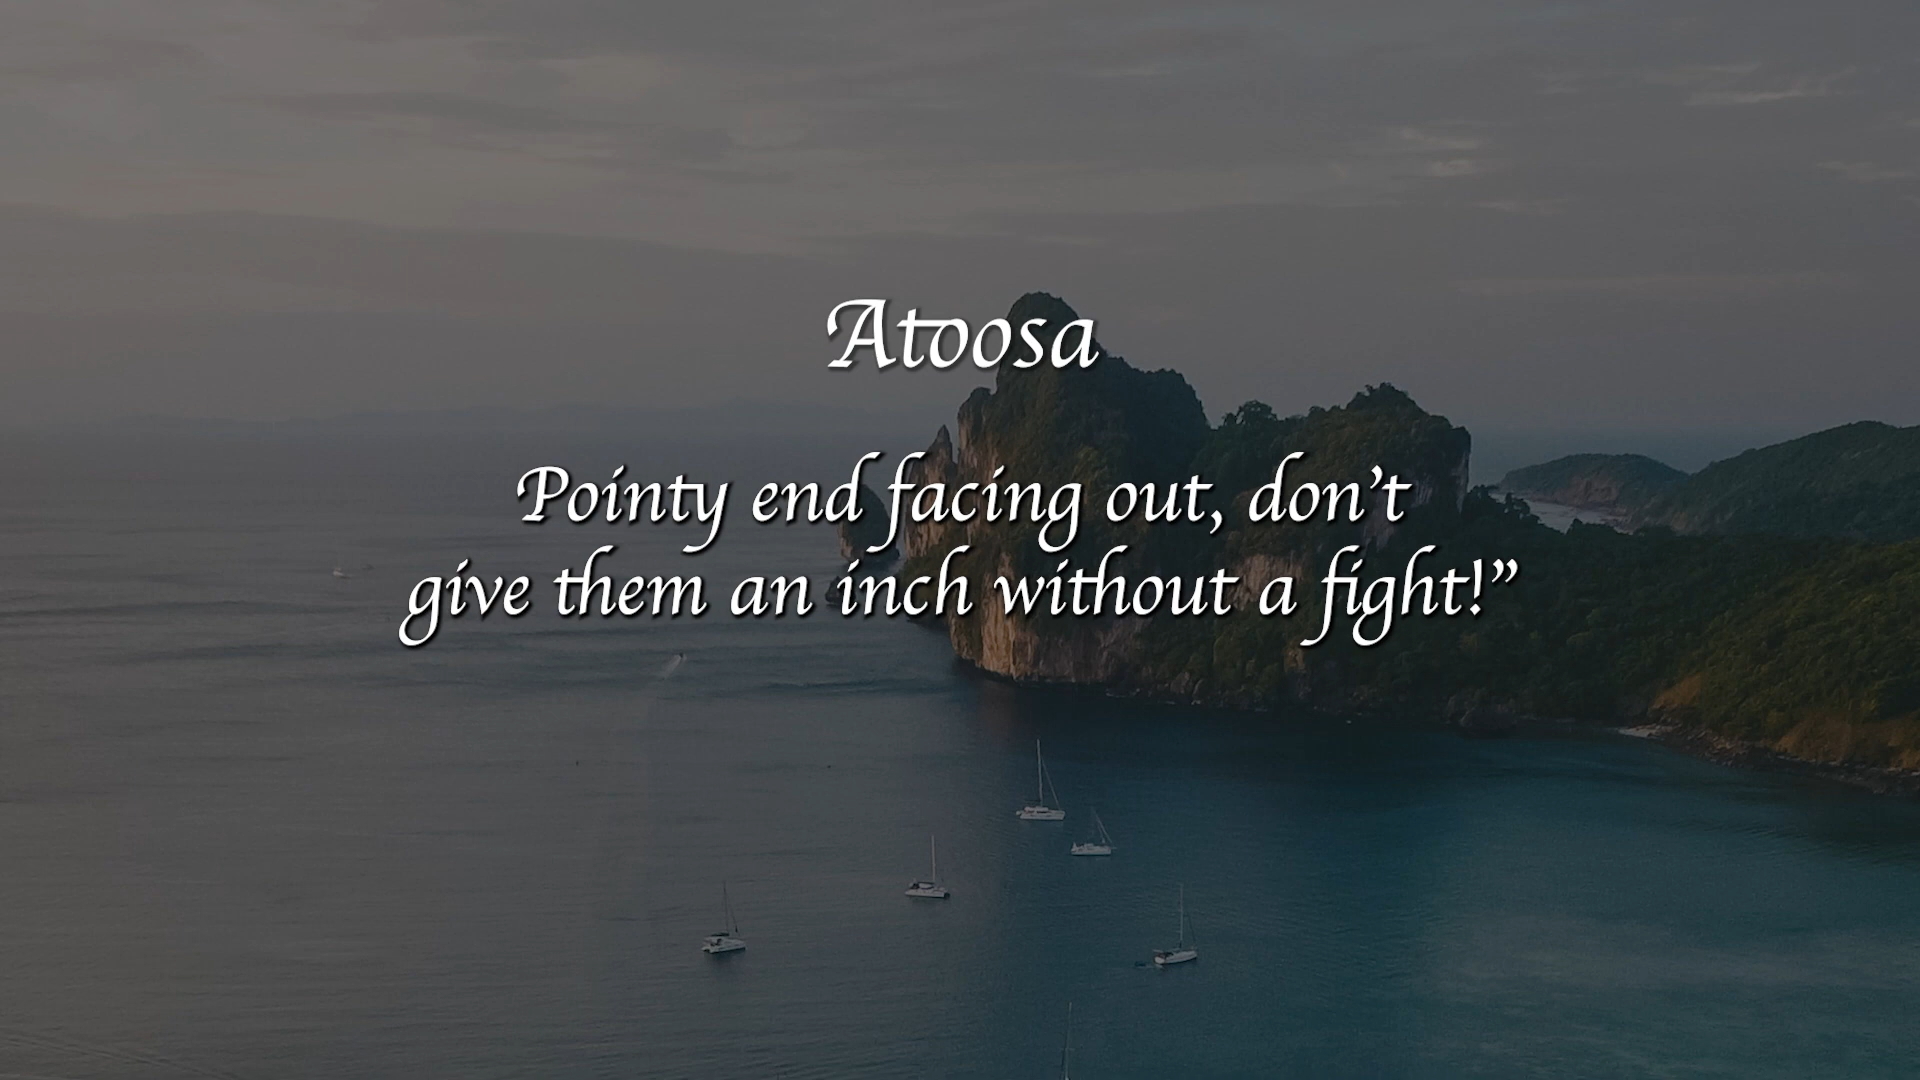 Atoosa
Pointy end facing out, don’t
give them an inch without a fight!”